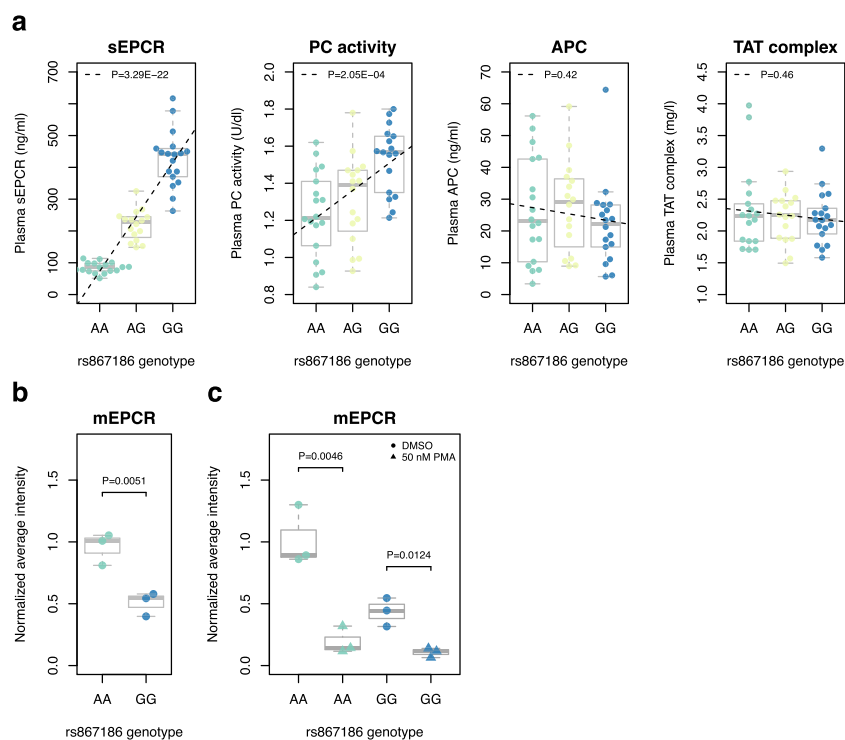 a
sEPCR
PC activity
APC
TAT complex
P=3.29E−22
P=2.05E−04
P=0.42
P=0.46
Plasma sEPCR (ng/ml)
0
100
300
500
700
AA AG GG
rs867186 genotype
Plasma PC activity (U/dl)
0.8
1.0
1.2
1.4
1.6
1.8
2.0
AA AG GG
rs867186 genotype
Plasma APC (ng/ml)
0
10
20
30
40
50
60
70
AA AG GG
rs867186 genotype
Plasma TAT complex (mg/l)
1.0
1.5
2.0
2.5
3.0
3.5
4.0
4.5
AA AG GG
rs867186 genotype
b
mEPCR
P=0.0051
Normalized average intensity
0.0
0.5
1.0
1.5
AA GG
rs867186 genotype
c
mEPCR
DMSO
50 nM PMA
P=0.0046
P=0.0124
Normalized average intensity
0.0
0.5
1.0
1.5
AA AA GG GG
rs867186 genotype